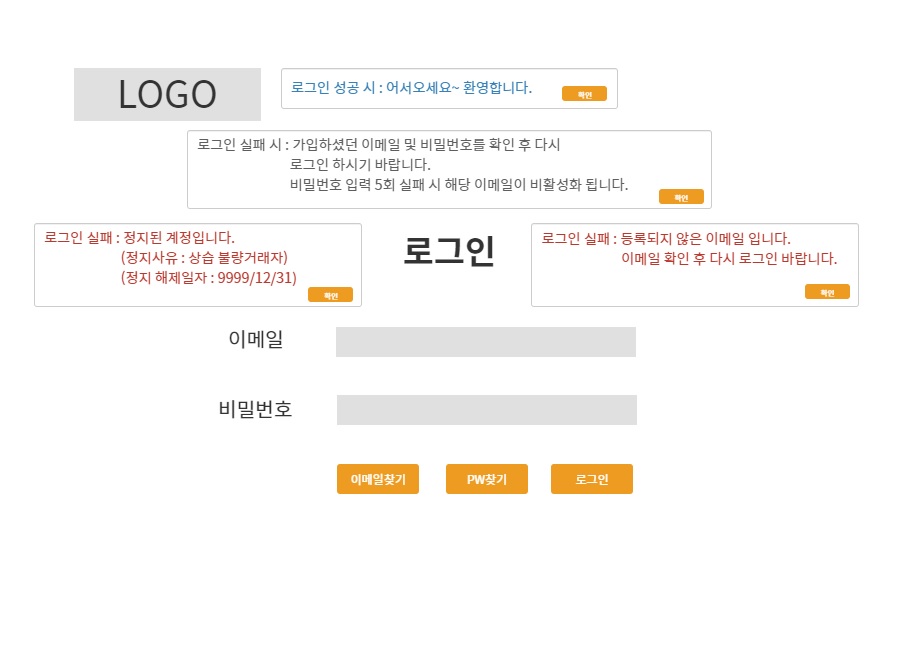 LOGO
로그인 성공 시 : 어서오세요~ 환영합니다.
확인
로그인 실패 시 : 가입하셨던 이메일 및 비밀번호를 확인 후 다시
로그인 하시기 바랍니다.
비밀번호 입력 5회 실패 시 해당 이메일이 비활성화 됩니다.
확인
로그인 실패 : 정지된 계정입니다.
(정지사유 : 상습 불량거래자)
(정지 해제일자 : 9999/12/31)
확인
로그인
로그인 실패 : 등록되지 않은 이메일 입니다.
이메일 확인 후 다시 로그인 바랍니다.
확인
이메일
비밀번호
이메일찾기
PW찾기
로그인